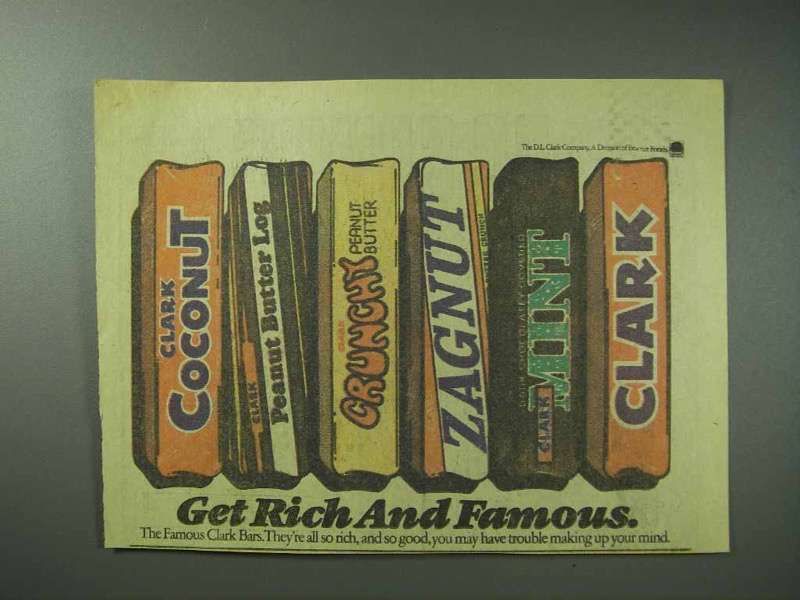 The D.L. Clark Company, A Division of Beatrice Foods.
CLARK
COCONUT
CLARK
Peanut Butter Log
CLARK
CRUNCHY
PEANUT
BUTTER
ZAGNUT
CLARK
MINT
CLARK
Get Rich And Famous.
The Famous Clark Bars. They're all so rich, and so good, you may have trouble making up your mind.